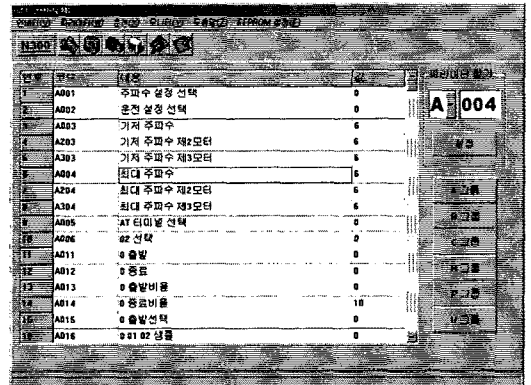 EEPROM
N300
번호 코드 내용 값
1 A001 주파수 설정 선택 0
2 A002 운전 설정 선택 0
3 A003 기저 주파수 6
4 A203 기저 주파수 제2모터 6
5 A303 기저 주파수 제3모터 6
6 A004 최대 주파수 6
7 A204 최대 주파수 제2모터 6
8 A304 최대 주파수 제3모터 6
9 A005 AT 터미널 선택 0
10 A006 02 선택 0
11 A011 0 출발 0
12 A012 0 종료 0
13 A013 0 출발비율 0
14 A014 0 종료비율 10
15 A015 0 출발선택 0
16 A016 0 01 02 샘플 0
A 004
설정
A 그룹
B 그룹
C 그룹
H 그룹
P 그룹
U 그룹